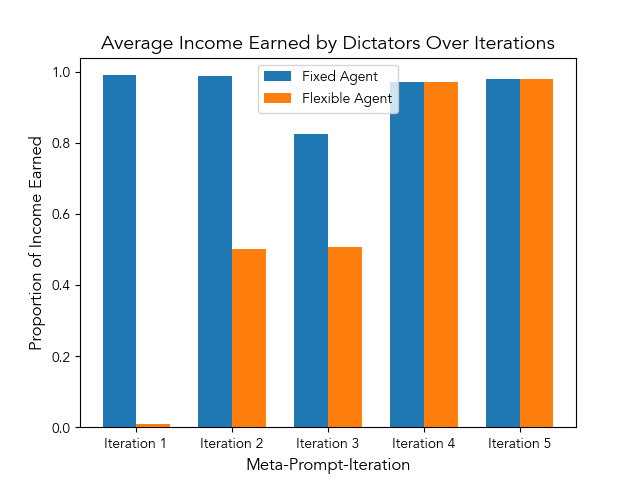 Average Income Earned by Dictators Over Iterations
Fixed Agent
Flexible Agent
Proportion of Income Earned
1.0
0.8
0.6
0.4
0.2
0.0
Iteration 1
Iteration 2
Iteration 3
Iteration 4
Iteration 5
Meta-Prompt-Iteration